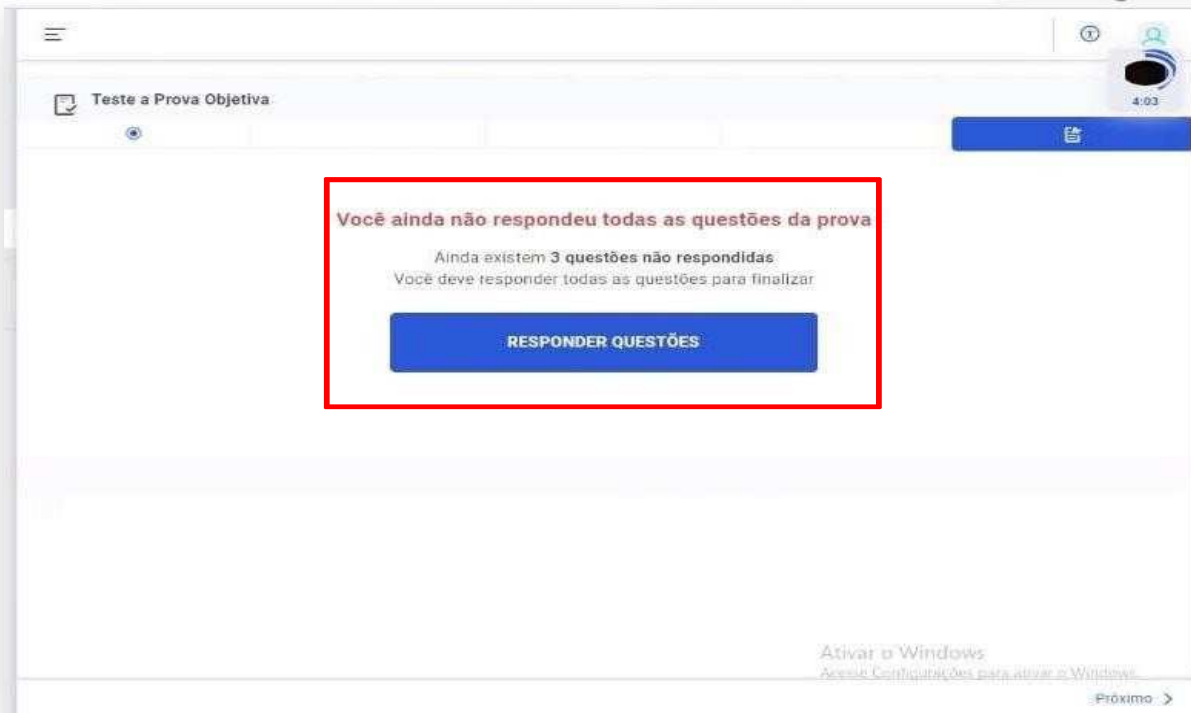 Teste a Prova Objetiva
4:03
Você ainda não respondeu todas as questões da prova
Ainda existem 3 questões não respondidas
Você deve responder todas as questões para finalizar
RESPONDER QUESTÕES
Ativar o Windows
Acesse Configurações para ativar o Windows.
Próximo